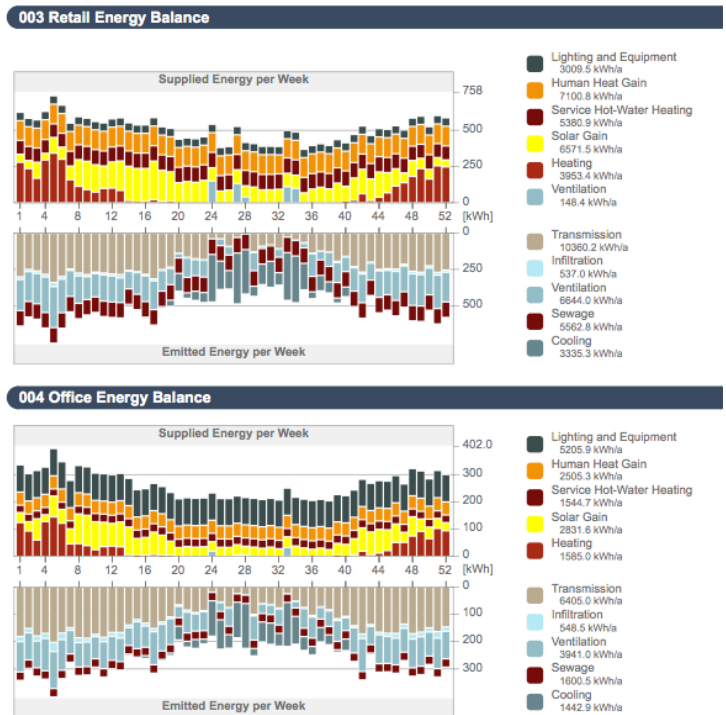 003 Retail Energy Balance
Supplied Energy per Week
758
500
250
0
1 4 8 12 16 20 24 28 32 36 40 44 48 52 [kWh]
0
250
500
Emitted Energy per Week
Lighting and Equipment
3009.5 kWh/a
Human Heat Gain
7100.8 kWh/a
Service Hot-Water Heating
5380.9 kWh/a
Solar Gain
6571.5 kWh/a
Heating
3953.4 kWh/a
Ventilation
148.4 kWh/a
Transmission
10360.2 kWh/a
Infiltration
537.0 kWh/a
Ventilation
6644.0 kWh/a
Sewage
5562.8 kWh/a
Cooling
3335.3 kWh/a
004 Office Energy Balance
Supplied Energy per Week
402.0
300
200
100
0
1 4 8 12 16 20 24 28 32 36 40 44 48 52 [kWh]
0
100
200
300
Emitted Energy per Week
Lighting and Equipment
5205.9 kWh/a
Human Heat Gain
2505.3 kWh/a
Service Hot-Water Heating
1544.7 kWh/a
Solar Gain
2831.6 kWh/a
Heating
1585.0 kWh/a
Transmission
6405.0 kWh/a
Infiltration
548.5 kWh/a
Ventilation
3941.0 kWh/a
Sewage
1600.5 kWh/a
Cooling
1442.9 kWh/a